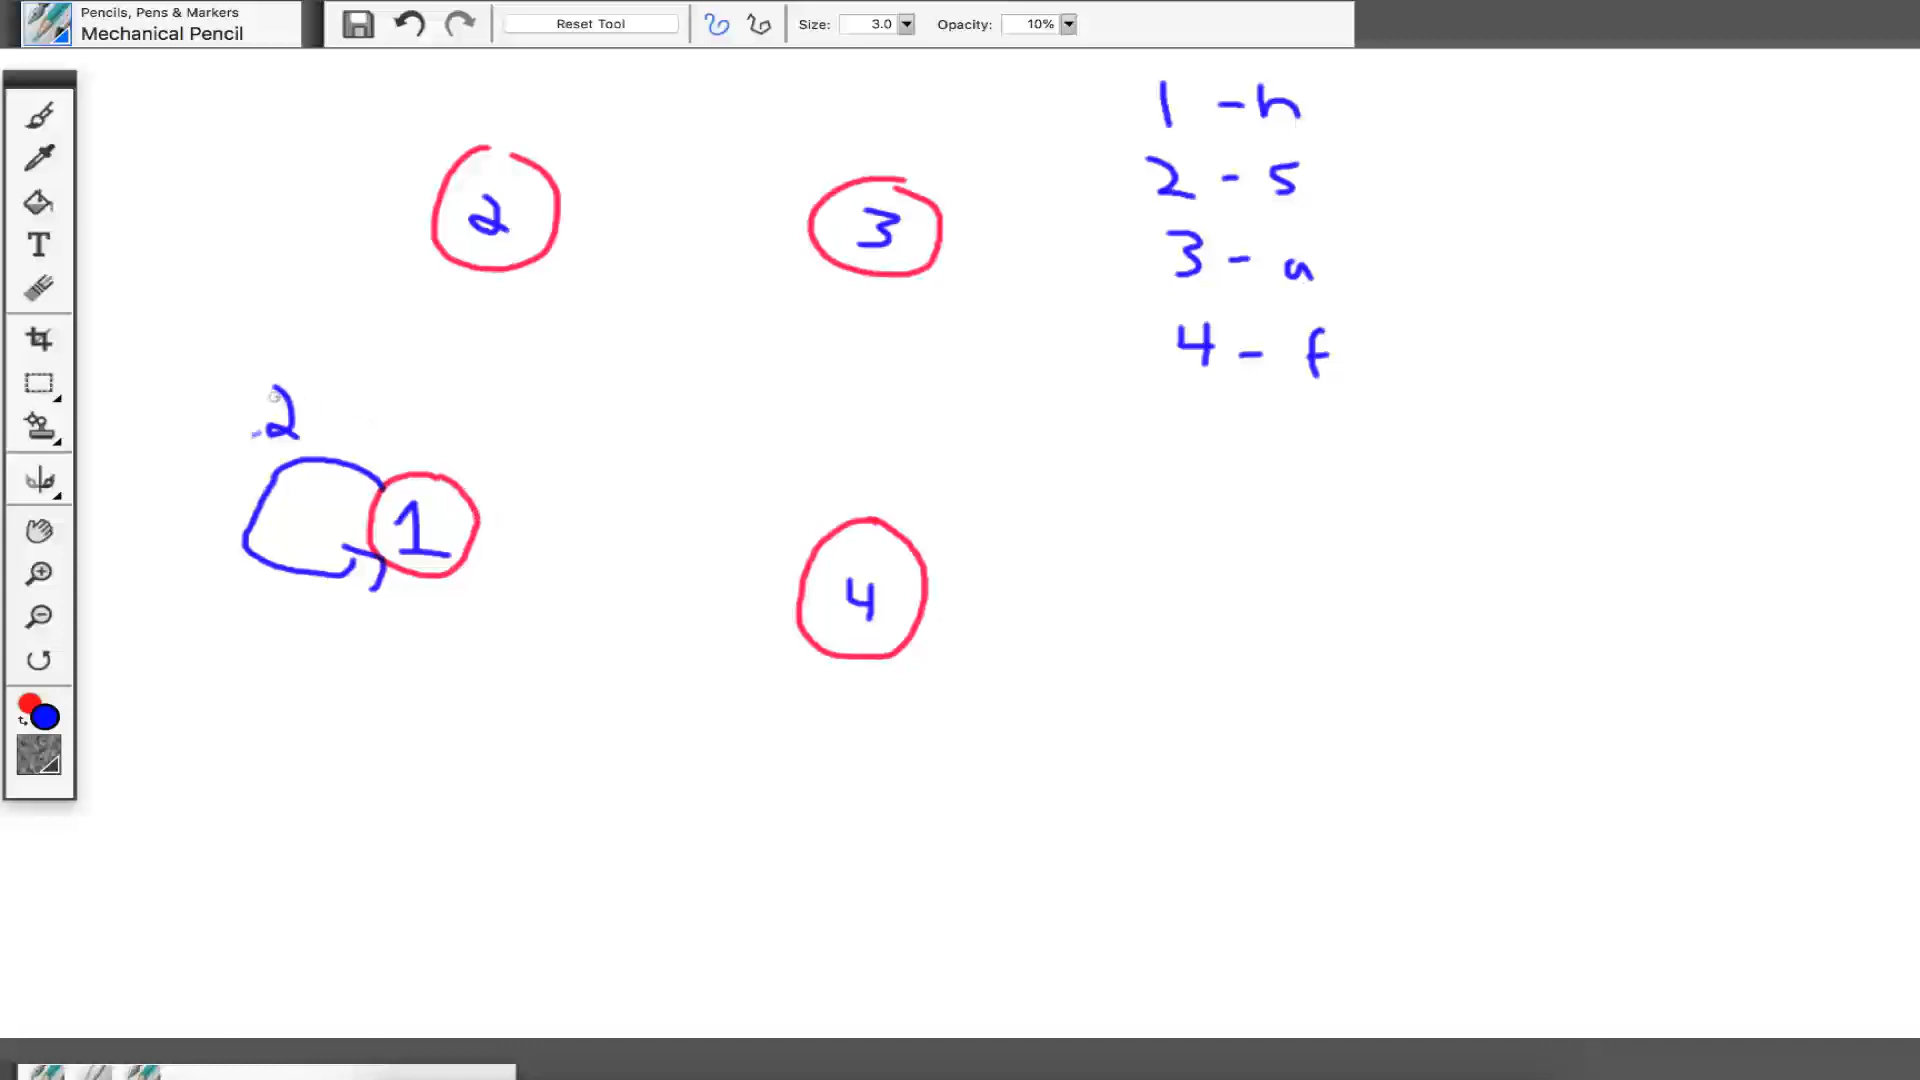 Pencils, Pens & Markers
Mechanical Pencil
Reset Tool
Size: 3.0
Opacity: 10%
T
1 - h
2 - s
3 - a
4 - f
2
3
2
1
4